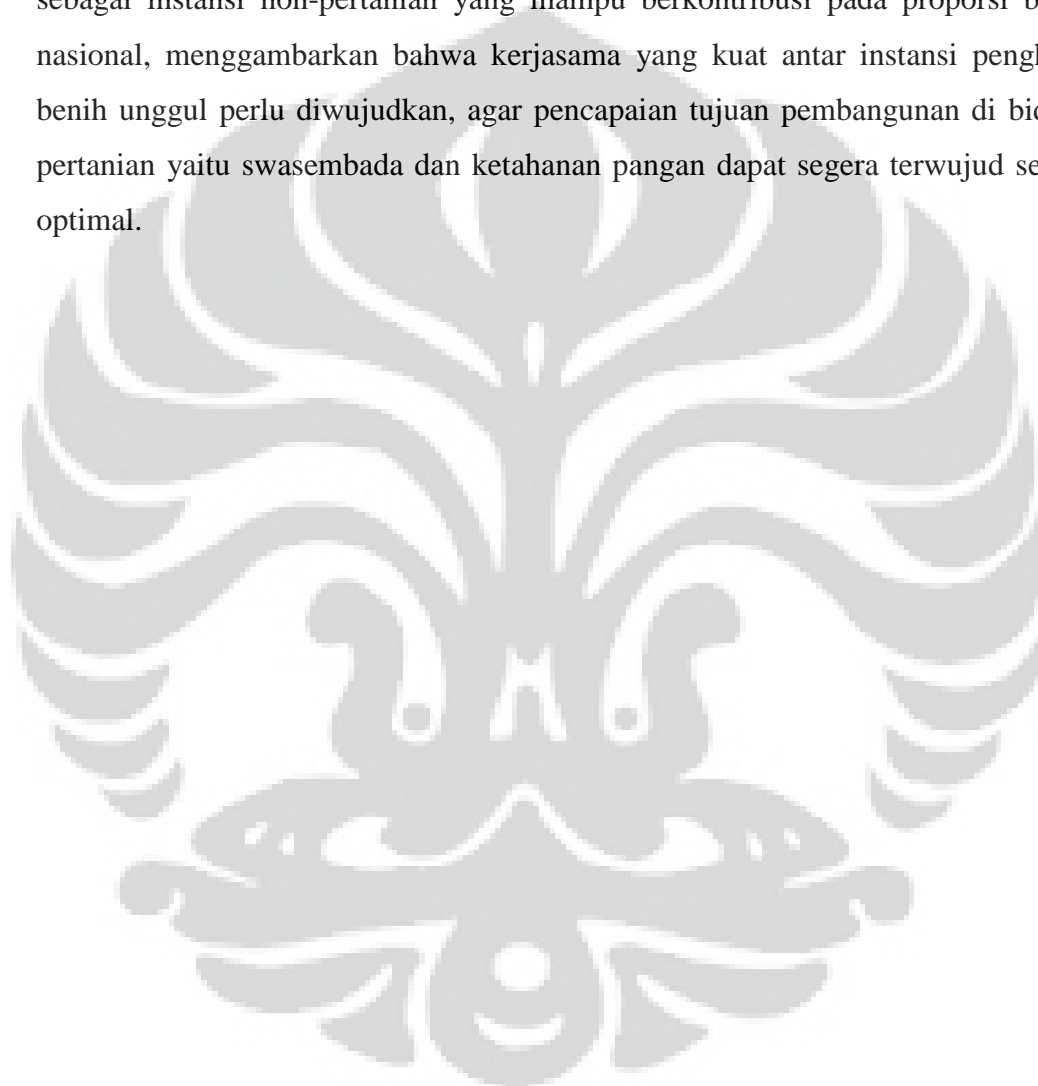 sebagai instansi non-pertanian yang mampu berkontribusi pada proporsi b
nasional, menggambarkan bahwa kerjasama yang kuat antar instansi pengh
benih unggul perlu diwujudkan, agar pencapaian tujuan pembangunan di bid
pertanian yaitu swasembada dan ketahanan pangan dapat segera terwujud se
optimal.